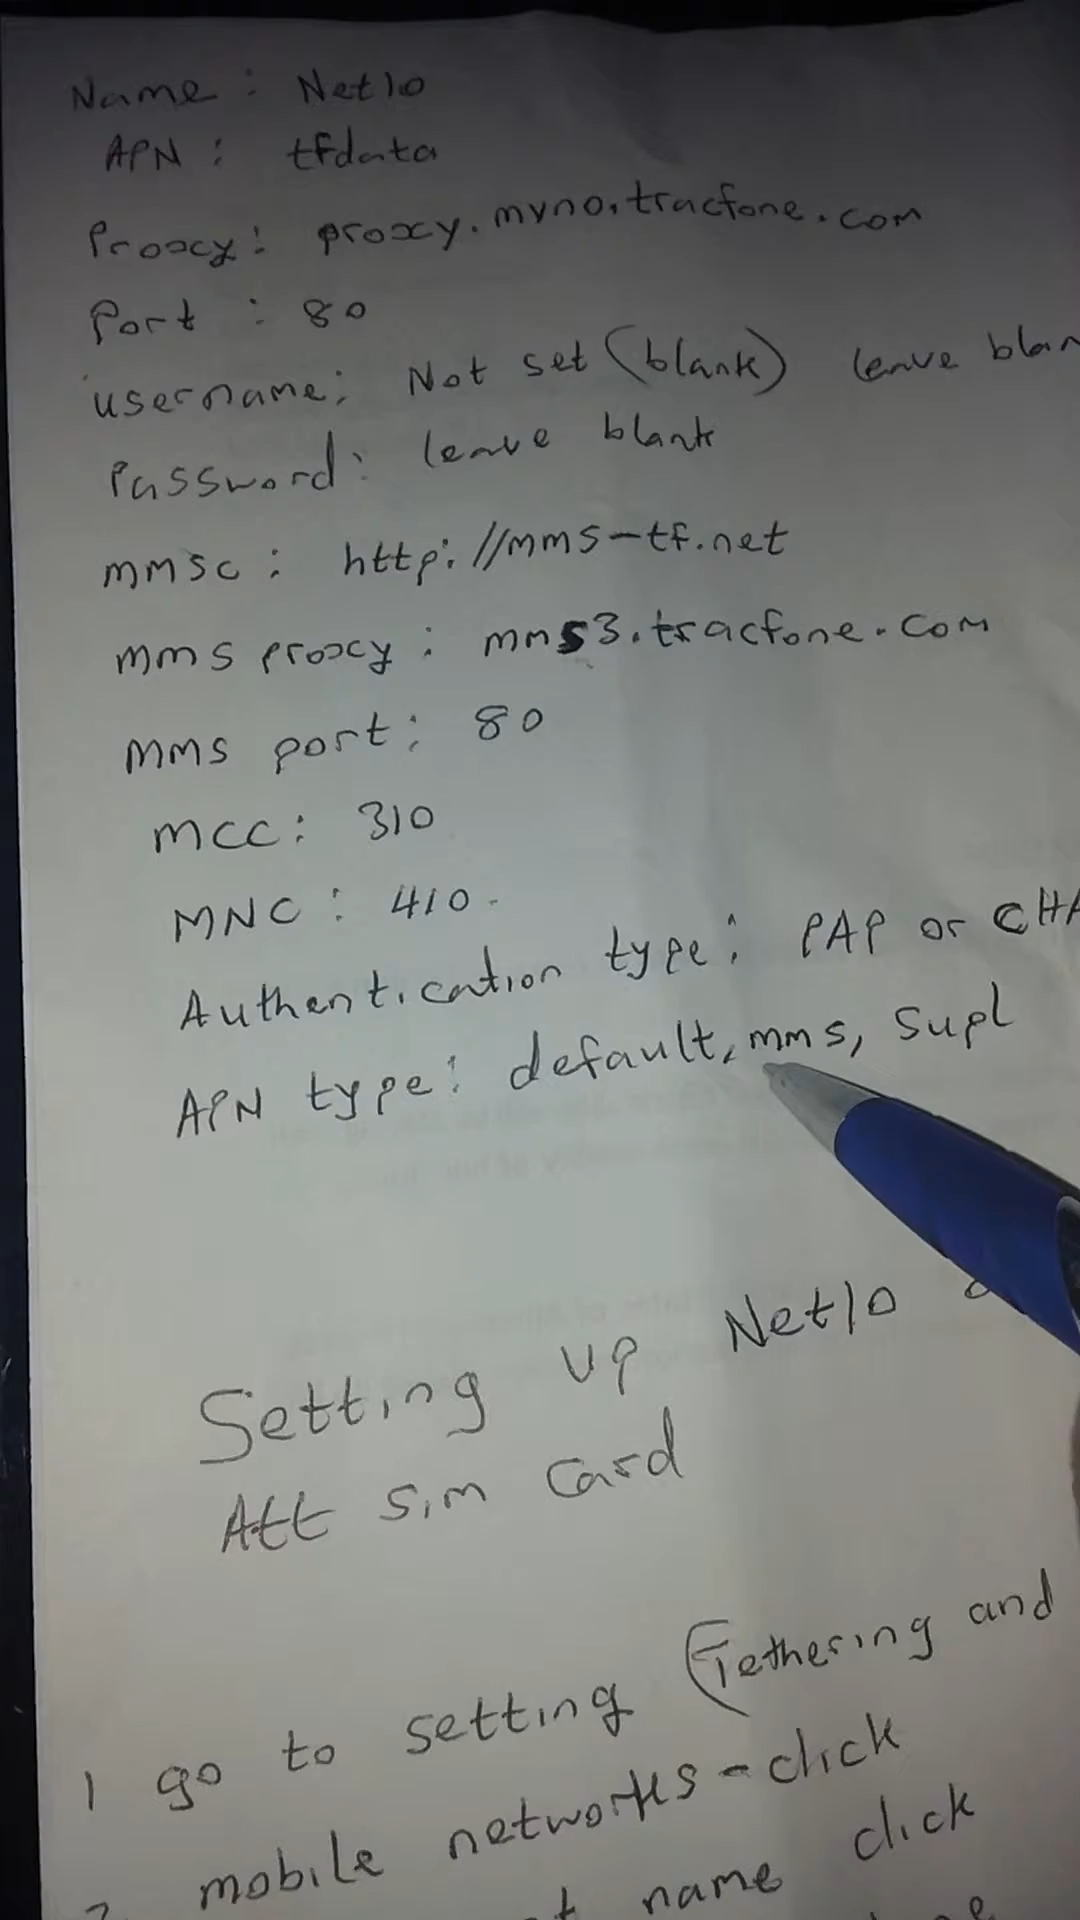 Name : Net10
APN : tfdata
Proxy : proxy.mvno.tracfone.com
Port : 80
username: Not set (blank) leave blan
Password: leave blank
mmsc : http://mms-tf.net
mms proxy : mms3.tracfone.com
mms port : 80
MCC: 310
MNC : 410
Authentication type : PAP or CHA
APN type : default, mms, supl
Setting up Net10
Att sim card
1 go to setting (Tethering and
mobile networks - click
name click